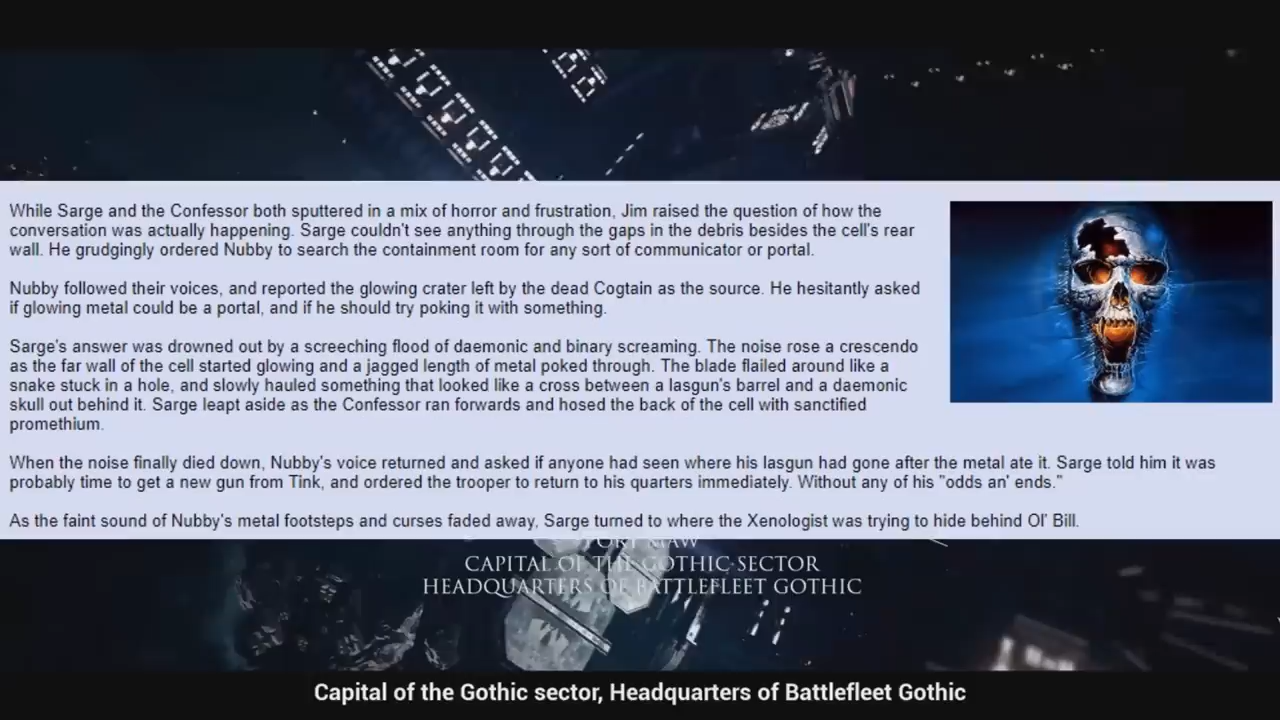 While Sarge and the Confessor both sputtered in a mix of horror and frustration, Jim raised the question of how the
conversation was actually happening. Sarge couldn't see anything through the gaps in the debris besides the cell's rear
wall. He grudgingly ordered Nubby to search the containment room for any sort of communicator or portal.
Nubby followed their voices, and reported the glowing crater left by the dead Cogtain as the source. He hesitantly asked
if glowing metal could be a portal, and if he should try poking it with something.
Sarge's answer was drowned out by a screeching flood of daemonic and binary screaming. The noise rose a crescendo
as the far wall of the cell started glowing and a jagged length of metal poked through. The blade flailed around like a
snake stuck in a hole, and slowly hauled something that looked like a cross between a lasgun's barrel and a daemonic
skull out behind it. Sarge leapt aside as the Confessor ran forwards and hosed the back of the cell with sanctified
promethium.
When the noise finally died down, Nubby's voice returned and asked if anyone had seen where his lasgun had gone after the metal ate it. Sarge told him it was
probably time to get a new gun from Tink, and ordered the trooper to return to his quarters immediately. Without any of his "odds an' ends."
As the faint sound of Nubby's metal footsteps and curses faded away, Sarge turned to where the Xenologist was trying to hide behind Ol' Bill.
PORT MAW
CAPITAL OF THE GOTHIC SECTOR
HEADQUARTERS OF BATTLEFLEET GOTHIC
Capital of the Gothic sector, Headquarters of Battlefleet Gothic